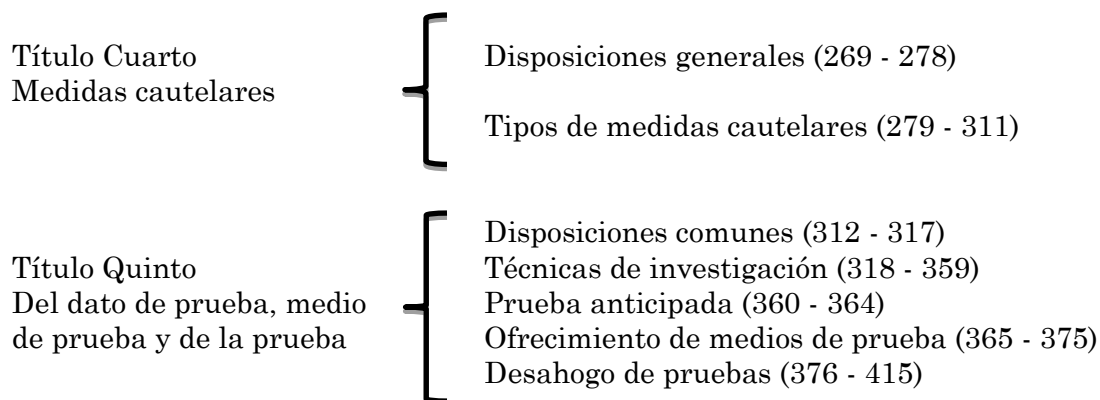 Título Cuarto
Medidas cautelares
Disposiciones generales (269 - 278)
Tipos de medidas cautelares (279 - 311)
Título Quinto
Del dato de prueba, medio
de prueba y de la prueba
Disposiciones comunes (312 - 317)
Técnicas de investigación (318 - 359)
Prueba anticipada (360 - 364)
Ofrecimiento de medios de prueba (365 - 375)
Desahogo de pruebas (376 - 415)